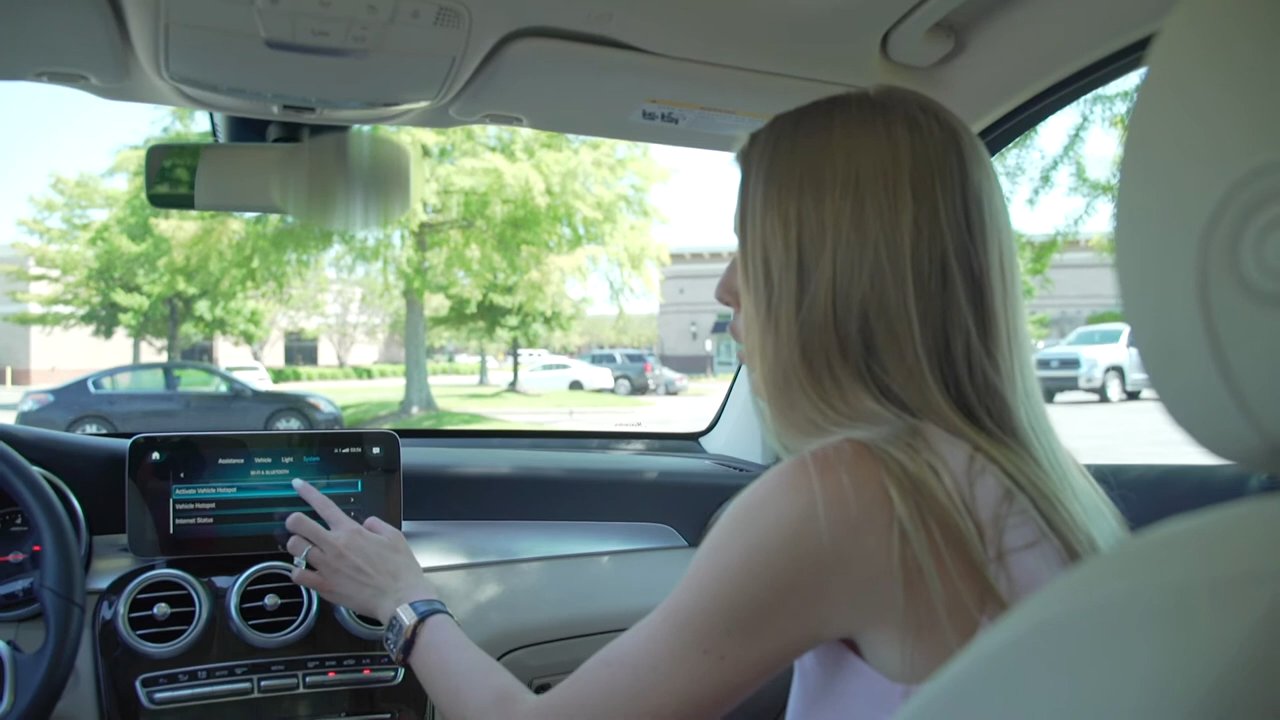 Assistance Vehicle Light System
WI-FI & BLUETOOTH
Activate Vehicle Hotspot
Vehicle Hotspot
Internet Status